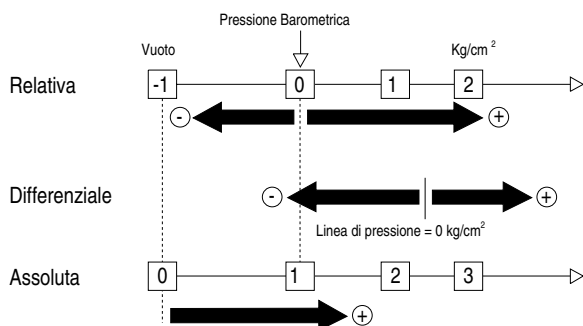 Pressione Barometrica
Vuoto
Kg/cm²
Relativa
-1 0 1 2
- +
Differenziale
- +
Linea di pressione = 0 kg/cm²
Assoluta
0 1 2 3
+